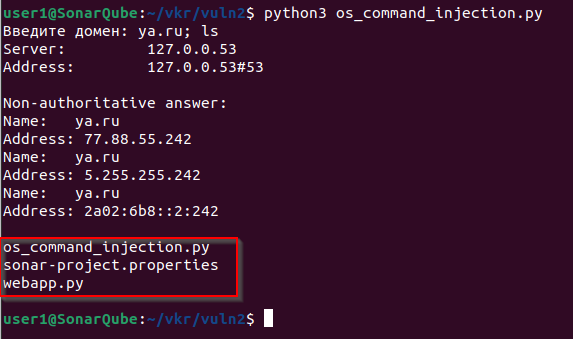 user1@SonarQube:~/vkr/vuln2$ python3 os_command_injection.py
Введите домен: ya.ru; ls
Server:         127.0.0.53
Address:        127.0.0.53#53
Non-authoritative answer:
Name:   ya.ru
Address: 77.88.55.242
Name:   ya.ru
Address: 5.255.255.242
Name:   ya.ru
Address: 2a02:6b8::2:242
os_command_injection.py
sonar-project.properties
webapp.py
user1@SonarQube:~/vkr/vuln2$